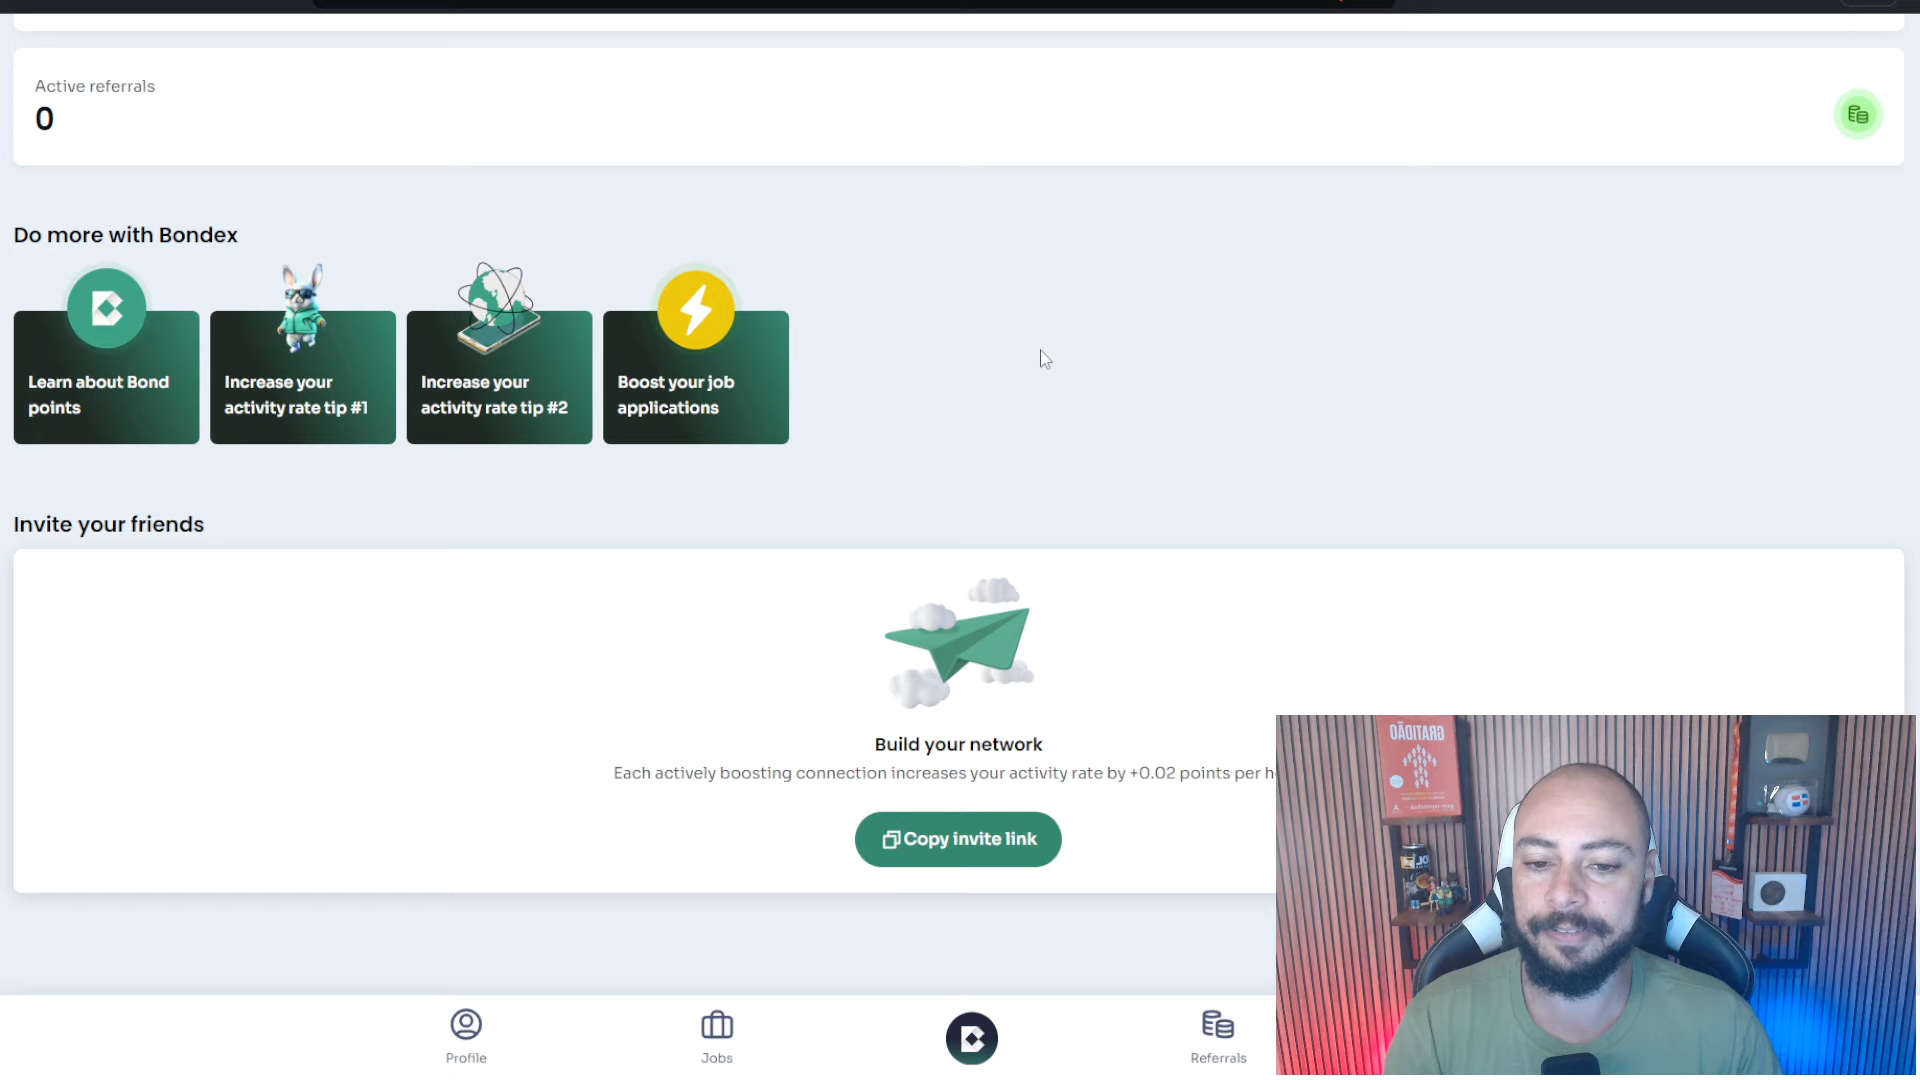 Active referrals
0
Do more with Bondex
Learn about Bond
points
Increase your
activity rate tip #1
Increase your
activity rate tip #2
Boost your job
applications
Invite your friends
Build your network
Each actively boosting connection increases your activity rate by +0.02 points per
Copy invite link
GRATIDÃO
Profile
Jobs
Referrals